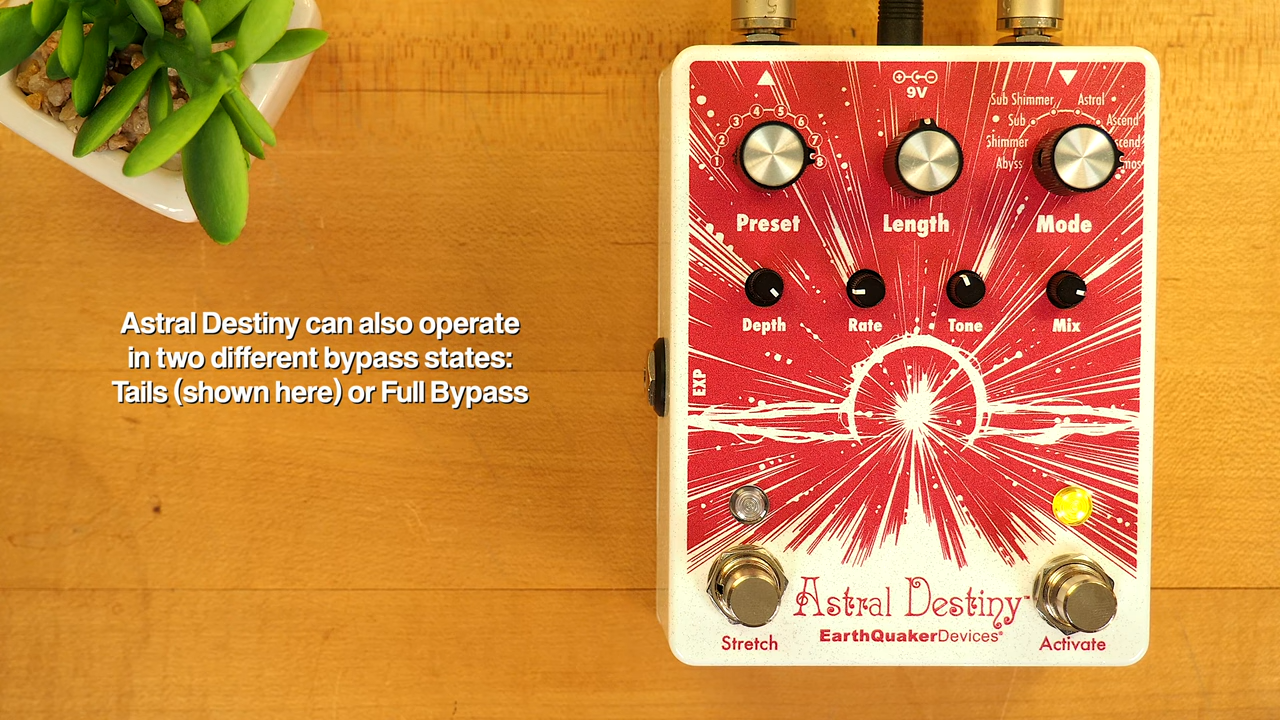 9V
1 2 3 4 5 6 7 8
Sub Shimmer
Astral
Sub
Ascend
Shimmer
Abyss
Preset
Length
Mode
Depth
Rate
Tone
Mix
EXP
Astral Destiny can also operate
in two different bypass states:
Tails (shown here) or Full Bypass
Astral Destiny™
EarthQuakerDevices®
Stretch
Activate